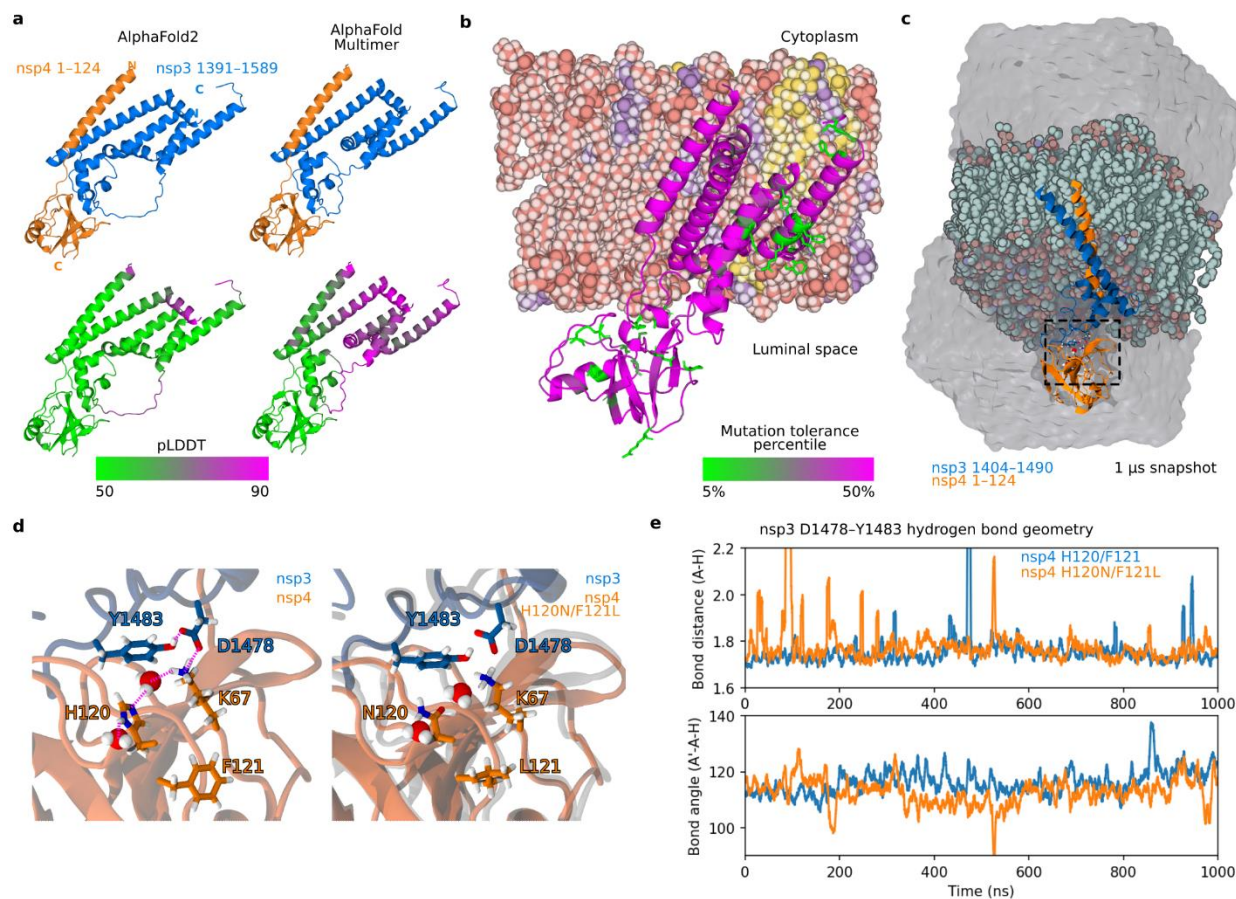 a
AlphaFold2
AlphaFold
Multimer
nsp4 1–124
N
nsp3 1391–1589
C
N
C
pLDDT
50
90
b
Cytoplasm
Luminal space
Mutation tolerance
percentile
5%
50%
c
nsp3 1404–1490
nsp4 1–124
1 µs snapshot
d
nsp3
nsp4
Y1483
D1478
K67
H120
F121
nsp3
nsp4
H120N/F121L
Y1483
D1478
K67
N120
L121
e
nsp3 D1478–Y1483 hydrogen bond geometry
nsp4 H120/F121
nsp4 H120N/F121L
Bond distance (A-H)
2.2
2.0
1.8
1.6
Bond angle (A'-A-H)
140
120
100
0
200
400
600
800
1000
Time (ns)